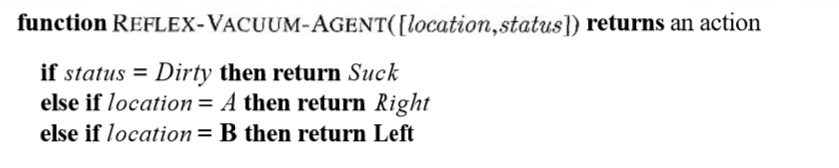 function REFLEX-VACUUM-AGENT([location,status]) returns an action
if status = Dirty then return Suck
else if location = A then return Right
else if location = B then return Left